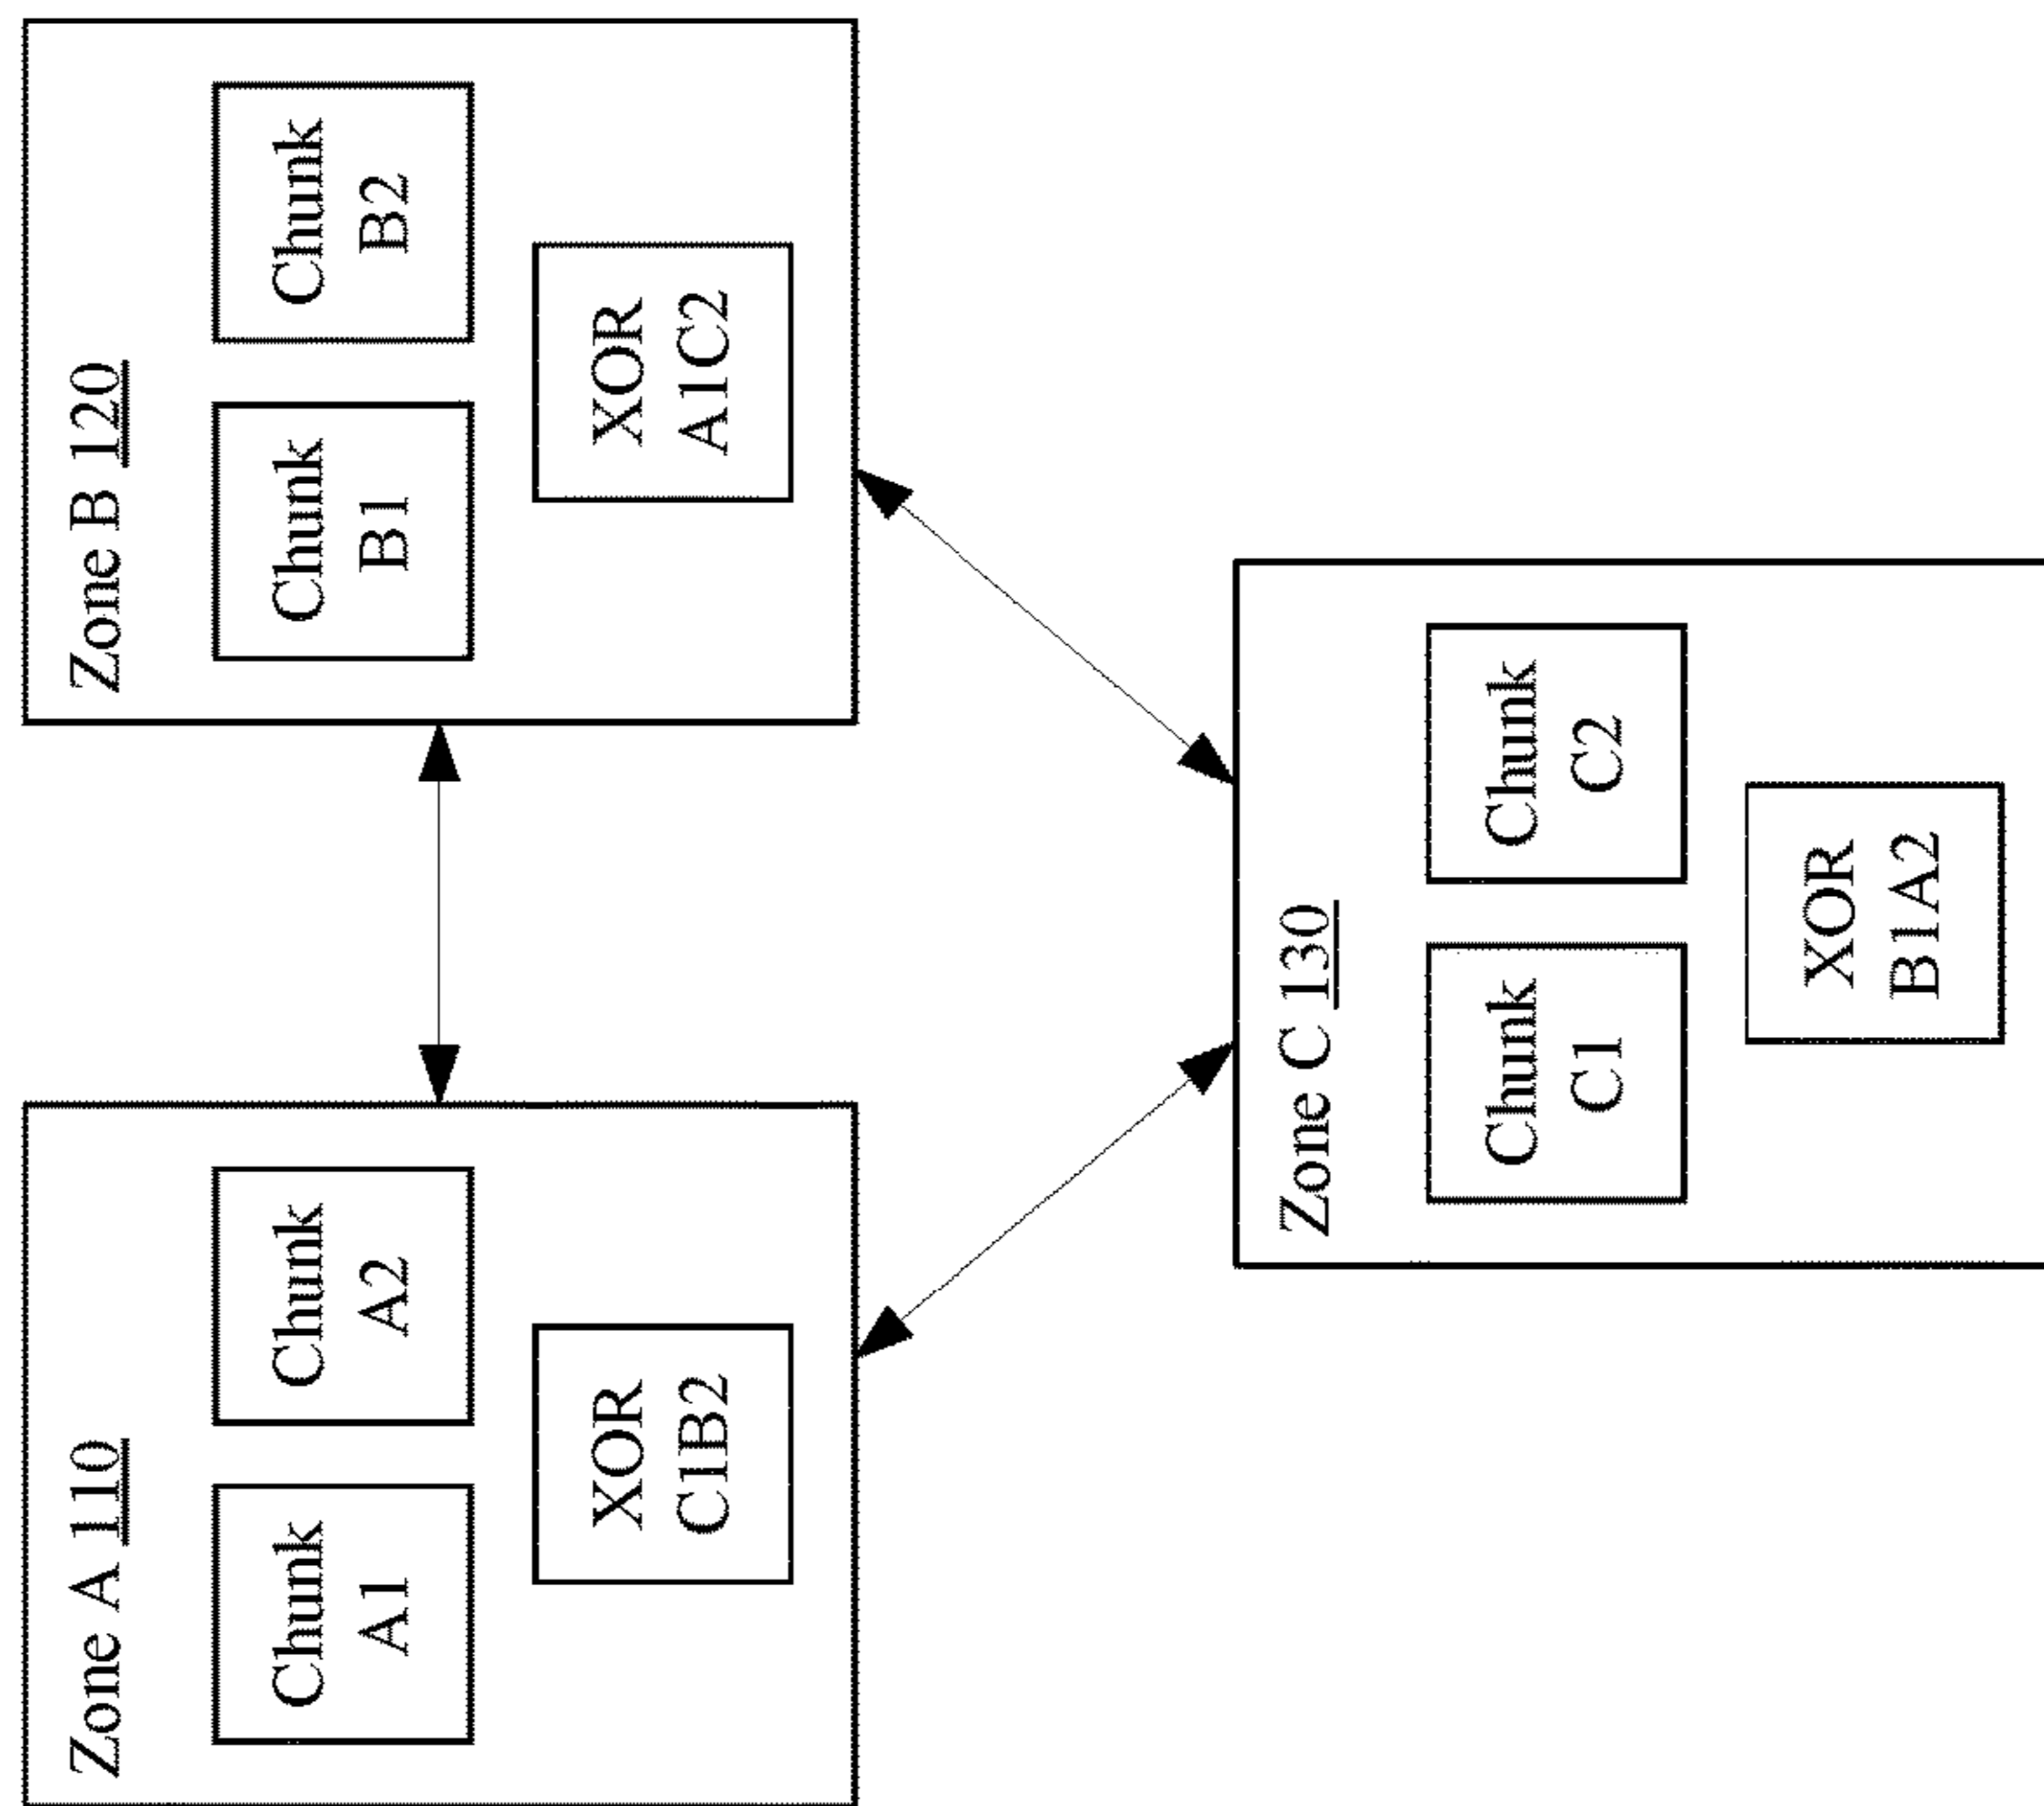 Zone A 110
Chunk
A1
Chunk
A2
XOR
C1B2
Zone B 120
Chunk
B1
Chunk
B2
XOR
A1C2
Zone C 130
Chunk
C1
Chunk
C2
XOR
B1A2